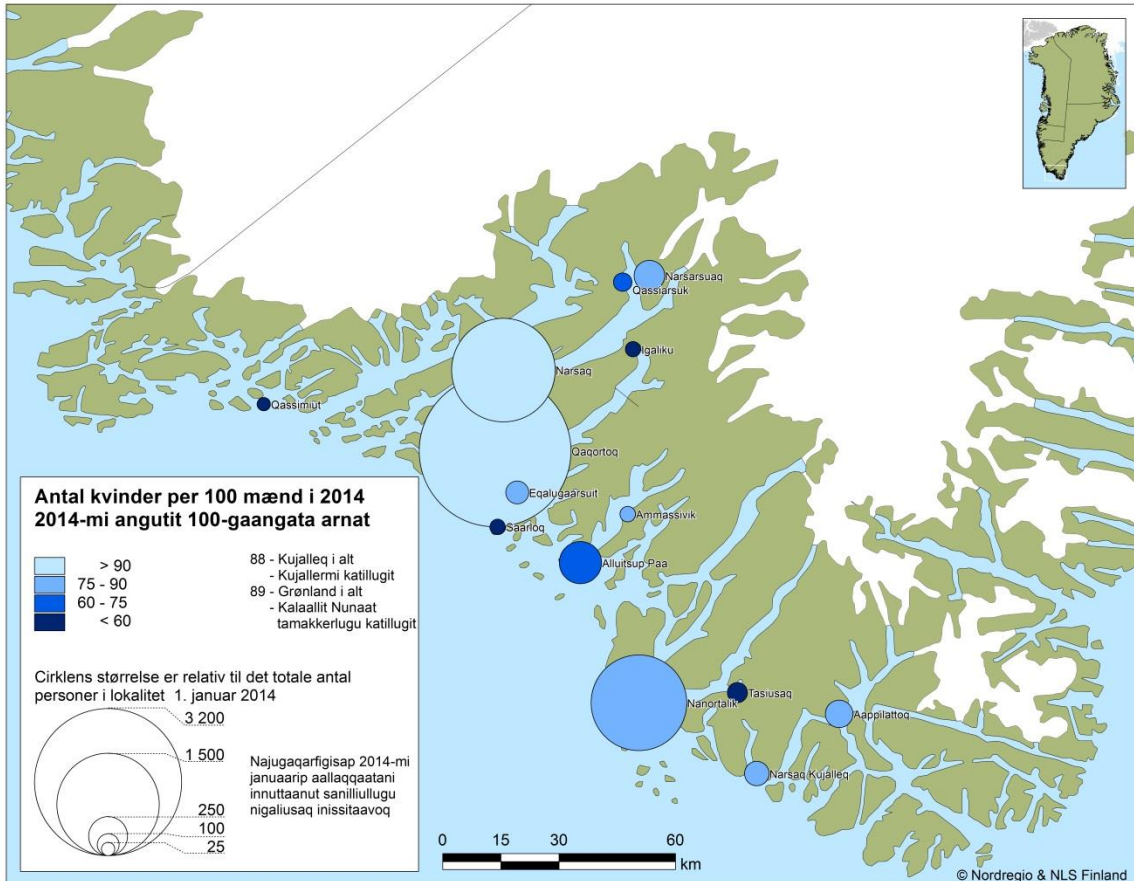 Narsarsuaq
Qassiarsuk
Igaliku
Narsaq
Qassimiut
Qaqortoq
Eqalugaarsuit
Ammassivik
Saarloq
Alluitsup Paa
Tasiusaq
Nanortalik
Aappilattoq
Narsaq Kujalleq
Antal kvinder per 100 mænd i 2014
2014-mi angutit 100-gaangata arnat
> 90
75 - 90
60 - 75
< 60
88 - Kujalleq i alt
- Kujallermi katillugit
89 - Grønland i alt
- Kalaallit Nunaat
tamakkerlugu katillugit
Cirklens størrelse er relativ til det totale antal
personer i lokalitet 1. januar 2014
3 200
1 500
250
100
25
Najugaqarfigisap 2014-mi
januaarip aallaqqaatani
innuttaanut sanilliullugu
nigaliusaq inissitaavoq
0 15 30 60
km
© Nordregio & NLS Finland